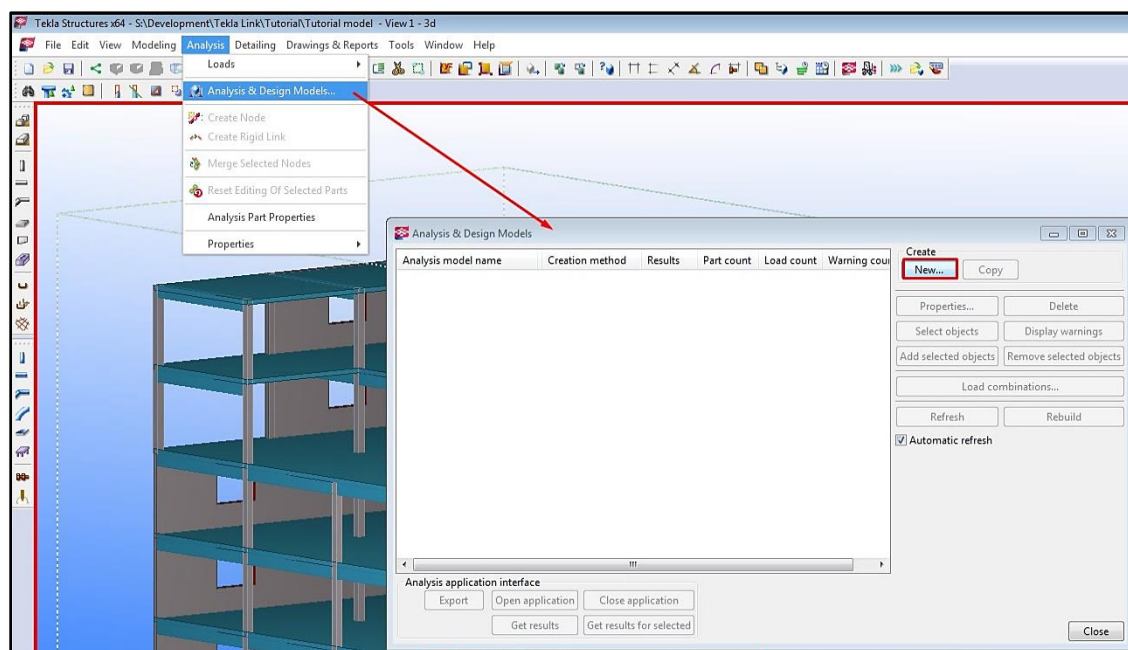 Tekla Structures x64 - S:\Development\Tekla Link\Tutorial\Tutorial model - View 1 - 3d
File Edit View Modeling Analysis Detailing Drawings & Reports Tools Window Help
Loads
Analysis & Design Models...
Create Node
Create Rigid Link
Merge Selected Nodes
Reset Editing Of Selected Parts
Analysis Part Properties
Properties
Analysis & Design Models
Analysis model name Creation method Results Part count Load count Warning coun
Create
New... Copy
Properties... Delete
Select objects Display warnings
Add selected objects Remove selected objects
Load combinations...
Refresh Rebuild
Automatic refresh
Analysis application interface
Export Open application Close application
Get results Get results for selected
Close